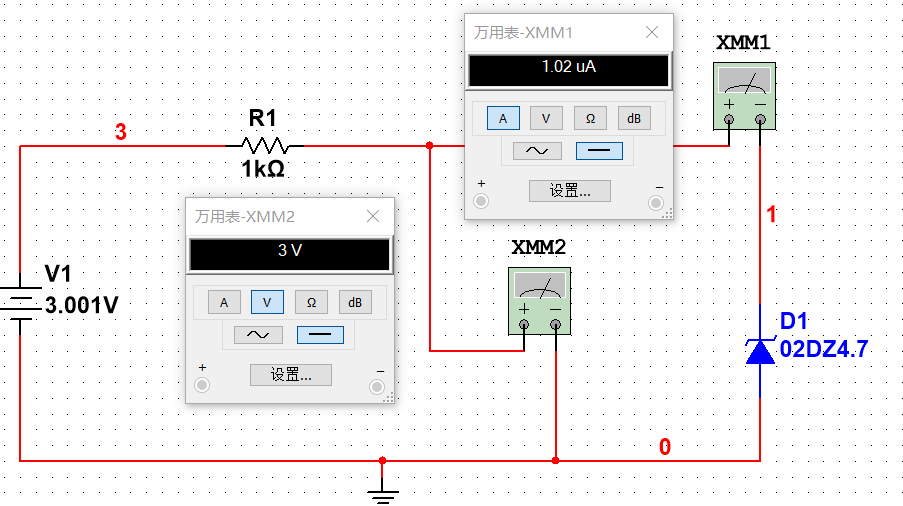 万用表-XMM1
1.02 uA
A V Ω dB
+ 设置... −
XMM1
+ −
3
R1
1kΩ
万用表-XMM2
3 V
A V Ω dB
+ 设置... −
XMM2
+ −
1
V1
3.001V
D1
02DZ4.7
0